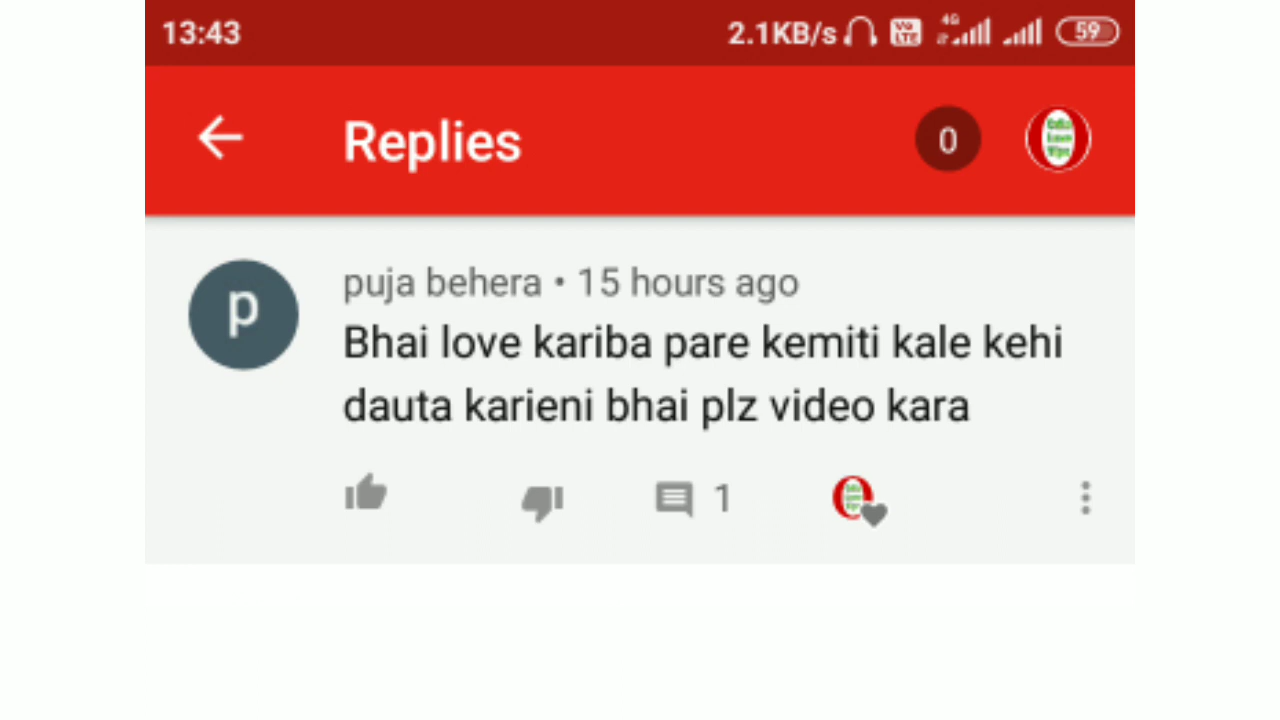 13:43 2.1KB/s 4G 59
Replies 0
p
puja behera • 15 hours ago
Bhai love kariba pare kemiti kale kehi
dauta karieni bhai plz video kara
1